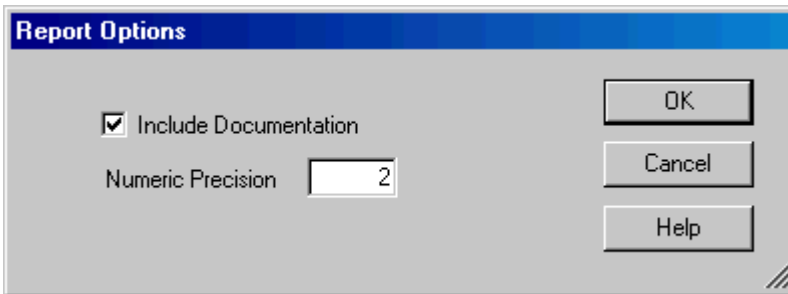 Report Options
Include Documentation
Numeric Precision 2
OK
Cancel
Help